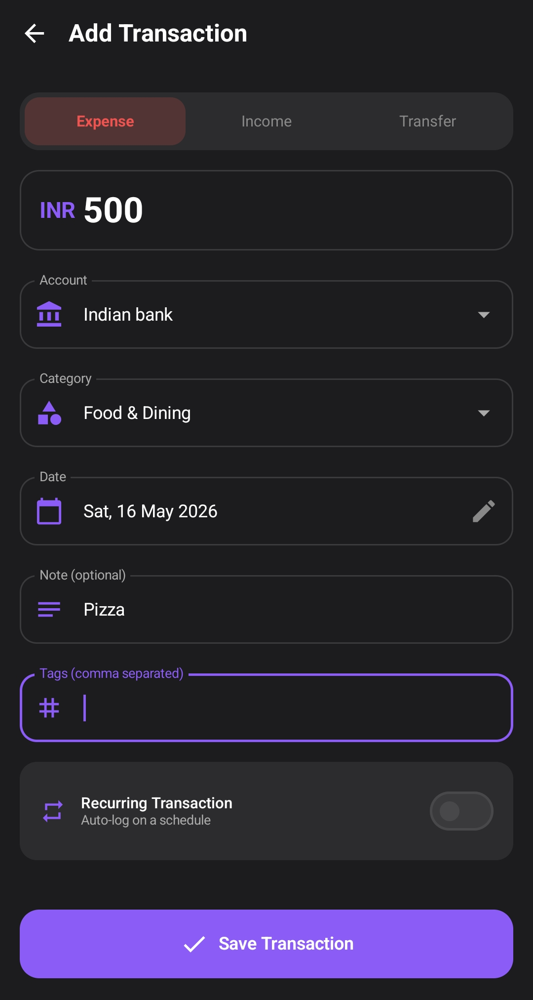 Add Transaction
Expense Income Transfer
INR 500
Account
Indian bank
Category
Food & Dining
Date
Sat, 16 May 2026
Note (optional)
Pizza
Tags (comma separated)
Recurring Transaction
Auto-log on a schedule
Save Transaction